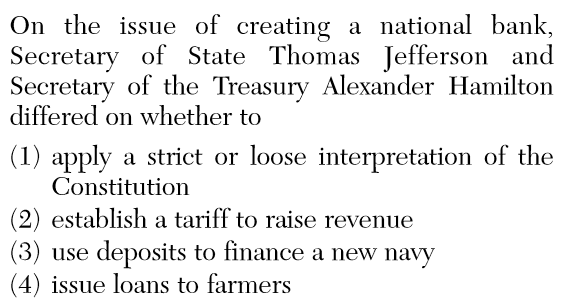 On the issue of creating a national bank,
Secretary of State Thomas Jefferson and
Secretary of the Treasury Alexander Hamilton
differed on whether to
(1) apply a strict or loose interpretation of the
Constitution
(2) establish a tariff to raise revenue
(3) use deposits to finance a new navy
(4) issue loans to farmers